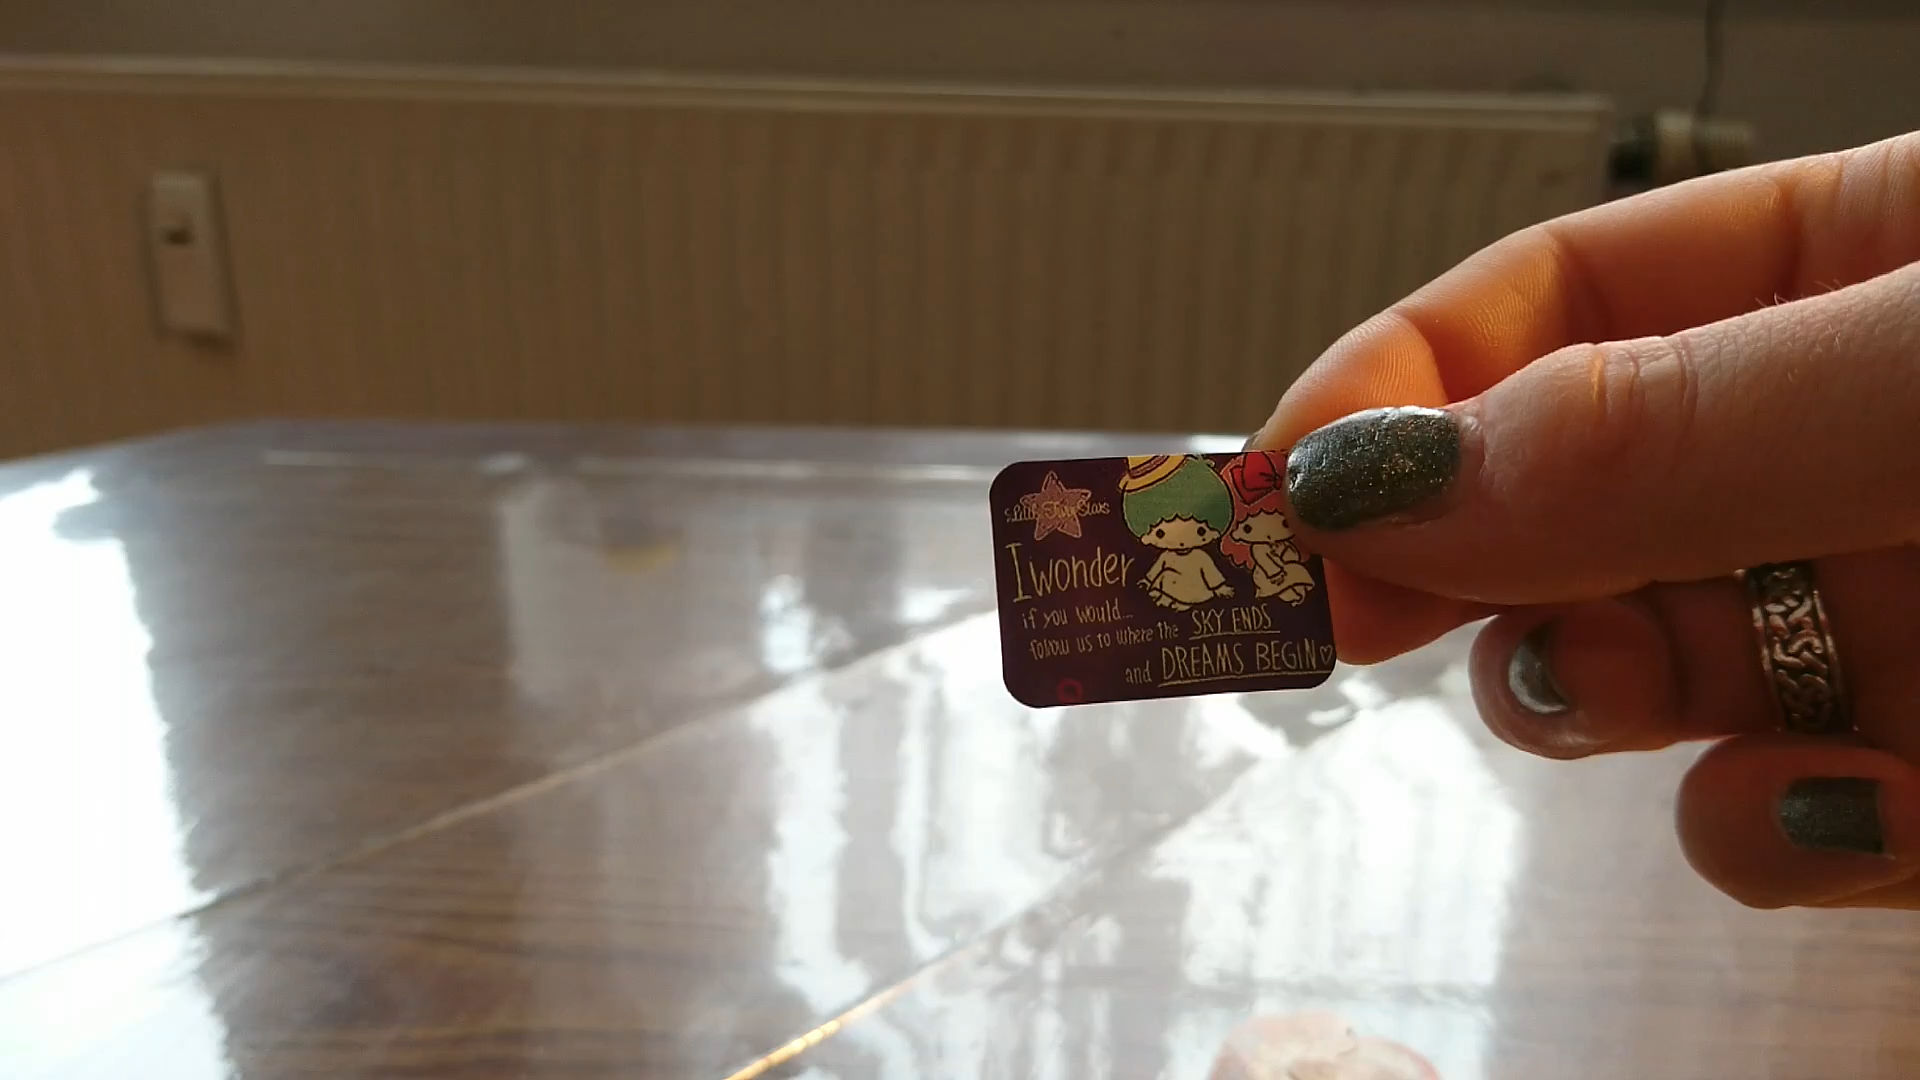 Little Twin Stars
I wonder
if you would...
follow us to where the SKY ENDS
and DREAMS BEGIN